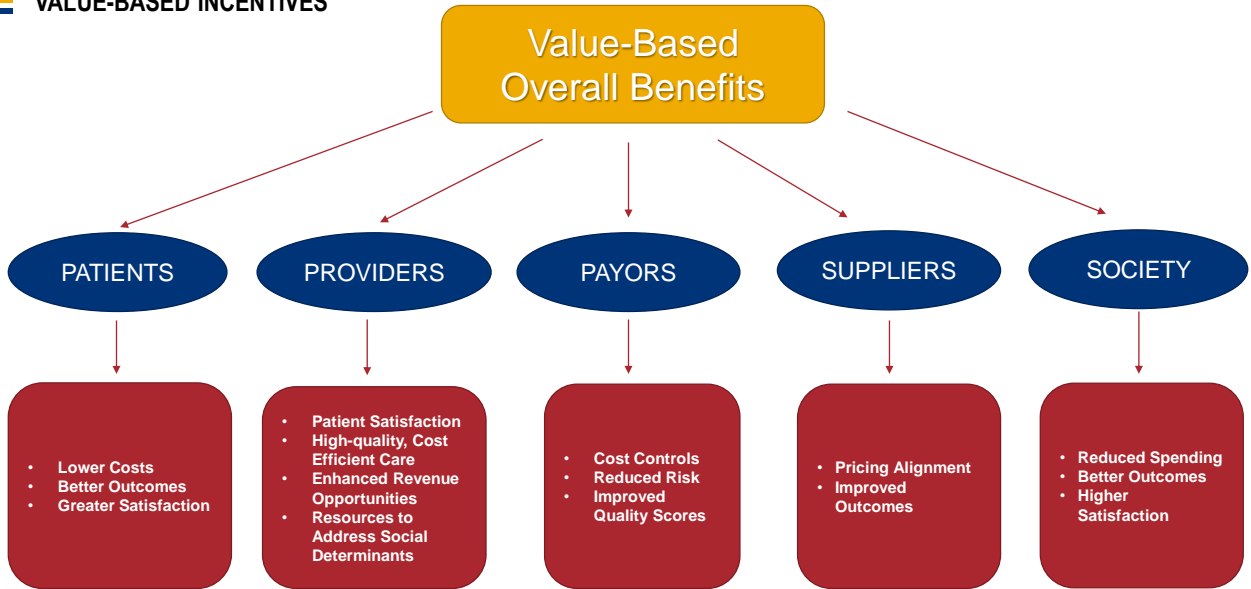 VALUE-BASED INCENTIVES
Value-Based
Overall Benefits
PATIENTS
PROVIDERS
PAYORS
SUPPLIERS
SOCIETY
• Lower Costs
• Better Outcomes
• Greater Satisfaction
• Patient Satisfaction
• High-quality, Cost
Efficient Care
• Enhanced Revenue
Opportunities
• Resources to
Address Social
Determinants
• Cost Controls
• Reduced Risk
• Improved
Quality Scores
• Pricing Alignment
• Improved
Outcomes
• Reduced Spending
• Better Outcomes
• Higher
Satisfaction